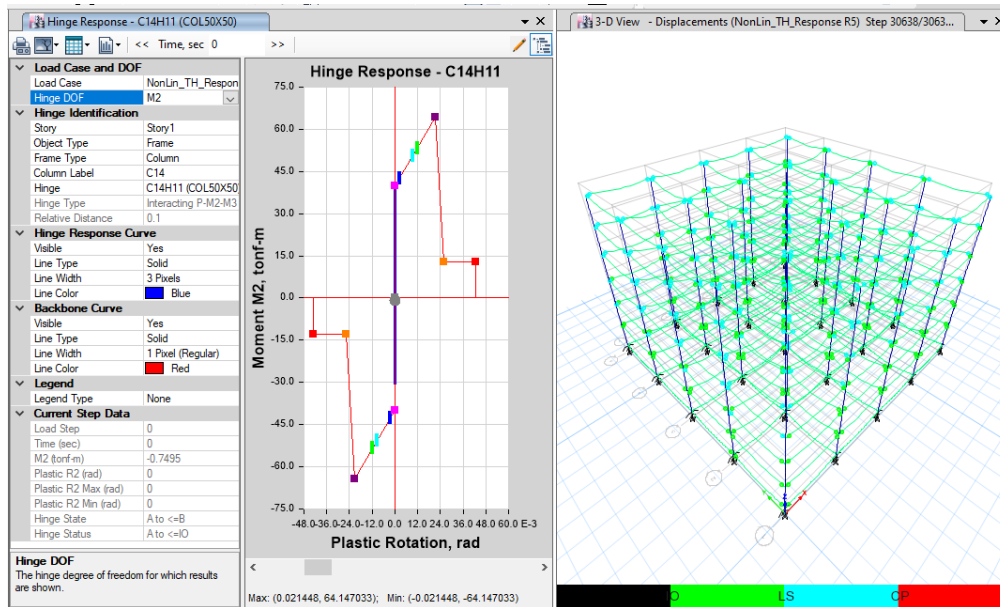 Hinge Response - C14H11 (COL50X50)
<< Time, sec 0 >>
Load Case and DOF
Load Case NonLin_TH_Respon
Hinge DOF M2
Hinge Identification
Story Story1
Object Type Frame
Frame Type Column
Column Label C14
Hinge C14H11 (COL50X50)
Hinge Type Interacting P-M2-M3
Relative Distance 0.1
Hinge Response Curve
Visible Yes
Line Type Solid
Line Width 3 Pixels
Line Color Blue
Backbone Curve
Visible Yes
Line Type Solid
Line Width 1 Pixel (Regular)
Line Color Red
Legend
Legend Type None
Current Step Data
Load Step 0
Time (sec) 0
M2 (tonf-m) -0.7495
Plastic R2 (rad) 0
Plastic R2 Max (rad) 0
Plastic R2 Min (rad) 0
Hinge State A to <=B
Hinge Status A to <=IO
Hinge DOF
The hinge degree of freedom for which results
are shown.
Hinge Response - C14H11
75.0
60.0
45.0
30.0
15.0
0.0
-15.0
-30.0
-45.0
-60.0
-75.0
Moment M2, tonf-m
-48.0 -36.0 -24.0 -12.0 0.0 12.0 24.0 36.0 48.0 60.0 E-3
Plastic Rotation, rad
Max: (0.021448, 64.147033); Min: (-0.021448, -64.147033)
3-D View - Displacements (NonLin_TH_Response R5) Step 30638/3063...
LS CP